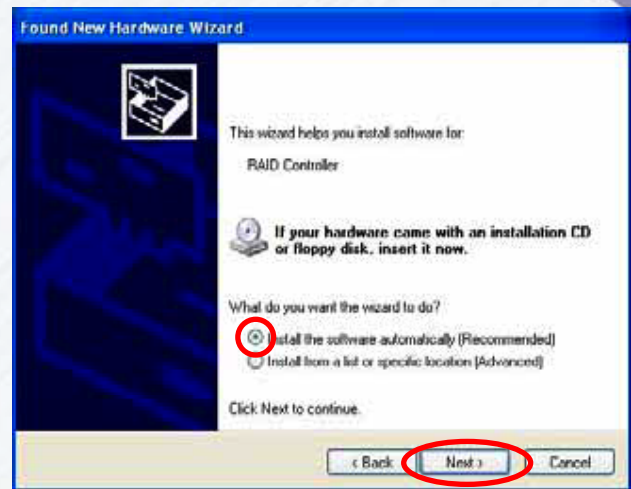 Found New Hardware Wizard
This wizard helps you install software for:
RAID Controller
If your hardware came with an installation CD
or floppy disk, insert it now.
What do you want the wizard to do?
Install the software automatically (Recommended)
Install from a list or specific location (Advanced)
Click Next to continue.
< Back Next > Cancel